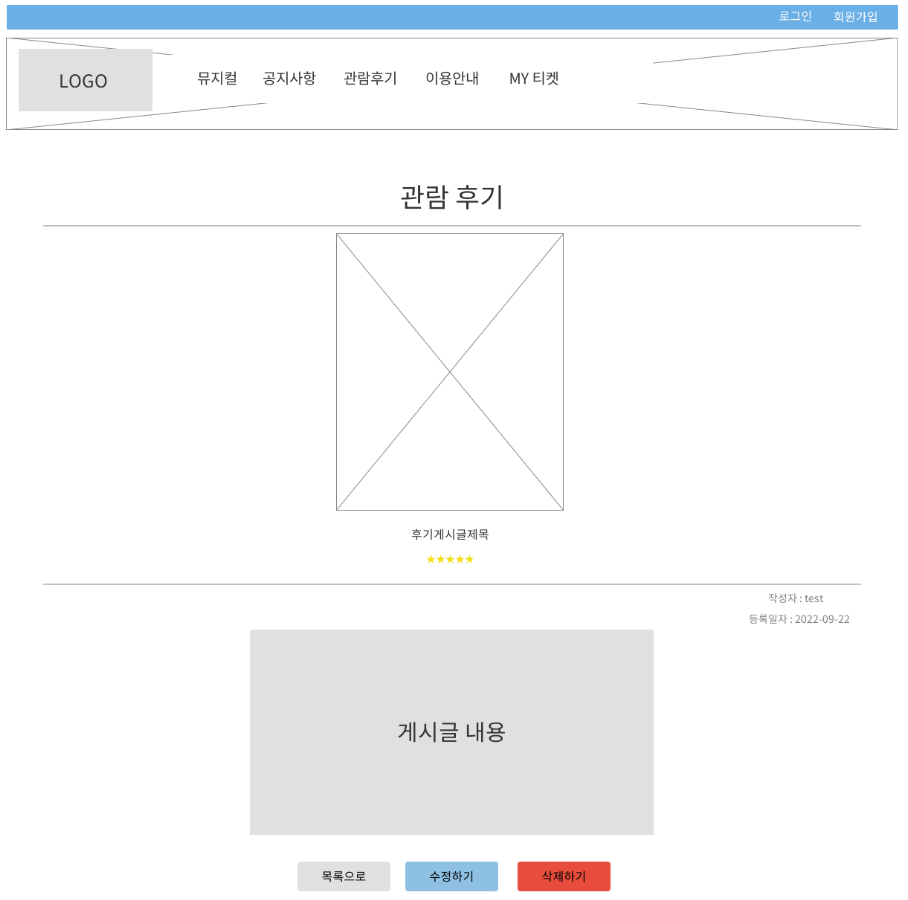 로그인 회원가입
LOGO 뮤지컬 공지사항 관람후기 이용안내 MY 티켓
관람 후기
후기게시글제목
★★★★★
작성자 : test
등록일자 : 2022-09-22
게시글 내용
목록으로 수정하기 삭제하기